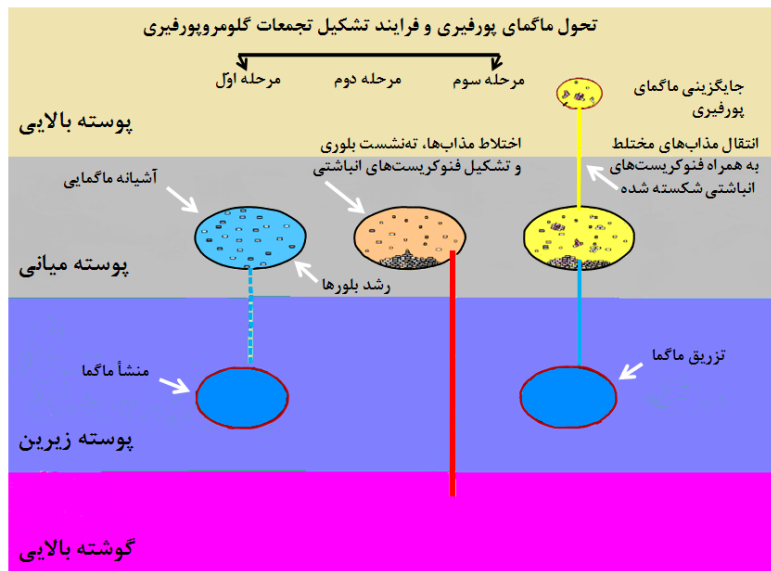 تحول ماگمای پورفیری و فرایند تشکیل تجمعات گلومروپورفیری
مرحله اوّل
مرحله دوم
مرحله سوم
جایگزینی ماگمای
پورفیری
پوسته بالایی
آشیانه ماگمایی
اختلاط مذاب‌ها، ته‌نشست بلوری
و تشکیل فنوکریست‌های انباشتی
انتقال مذاب‌های مختلط
به همراه فنوکریست‌های
انباشتی شکسته شده
پوسته میانی
رشد بلورها
منشأ ماگما
تزریق ماگما
پوسته زیرین
گوشته بالایی